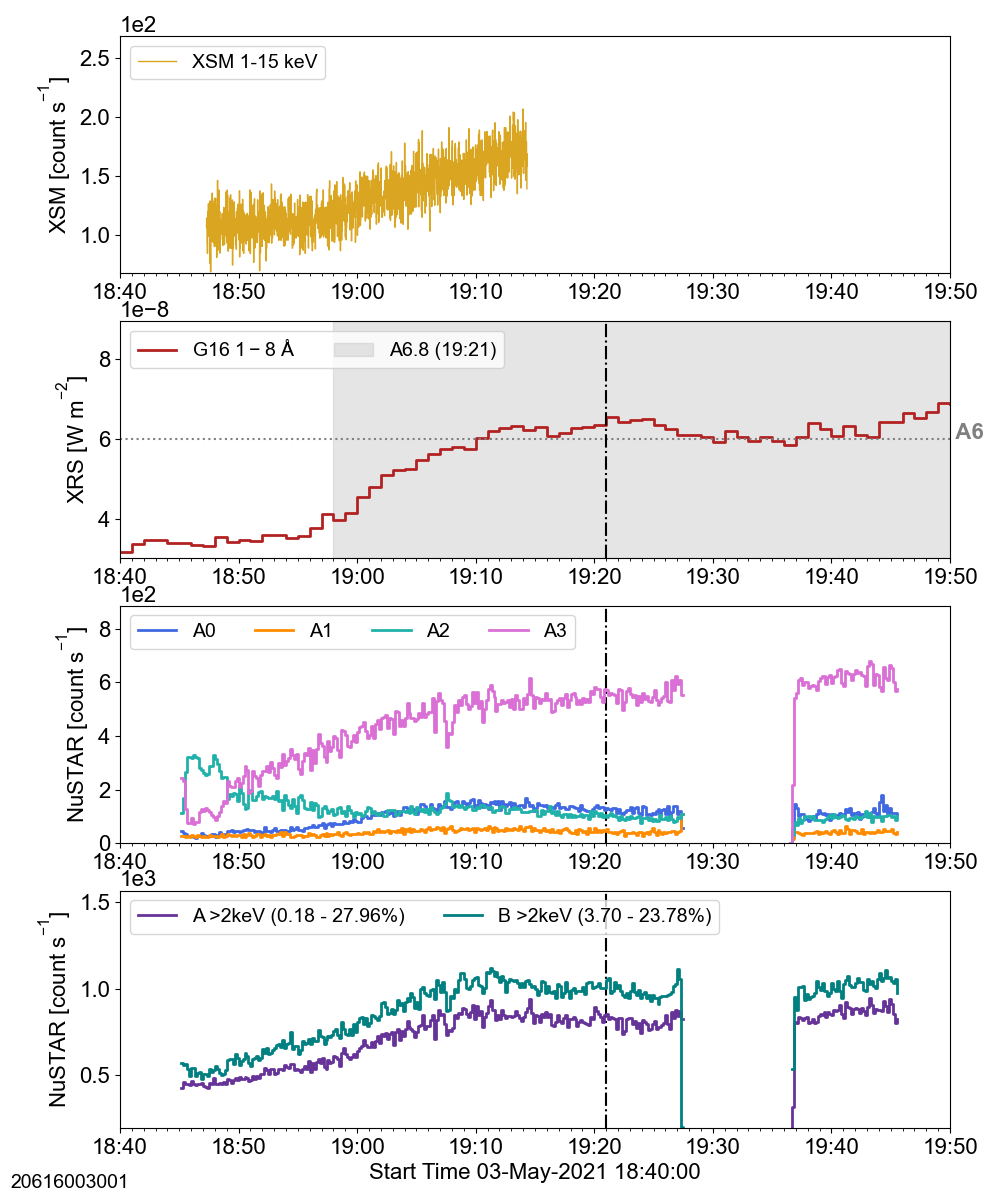 1e2
XSM 1-15 keV
XSM [count s⁻¹]
2.5
2.0
1.5
1.0
18:40 18:50 19:00 19:10 19:20 19:30 19:40 19:50
1e−8
G16 1 − 8 Å A6.8 (19:21)
XRS [W m⁻²]
8
6
4
A6
18:40 18:50 19:00 19:10 19:20 19:30 19:40 19:50
1e2
A0 A1 A2 A3
NuSTAR [count s⁻¹]
8
6
4
2
0
18:40 18:50 19:00 19:10 19:20 19:30 19:40 19:50
1e3
A >2keV (0.18 - 27.96%) B >2keV (3.70 - 23.78%)
NuSTAR [count s⁻¹]
1.5
1.0
0.5
18:40 18:50 19:00 19:10 19:20 19:30 19:40 19:50
Start Time 03-May-2021 18:40:00
20616003001